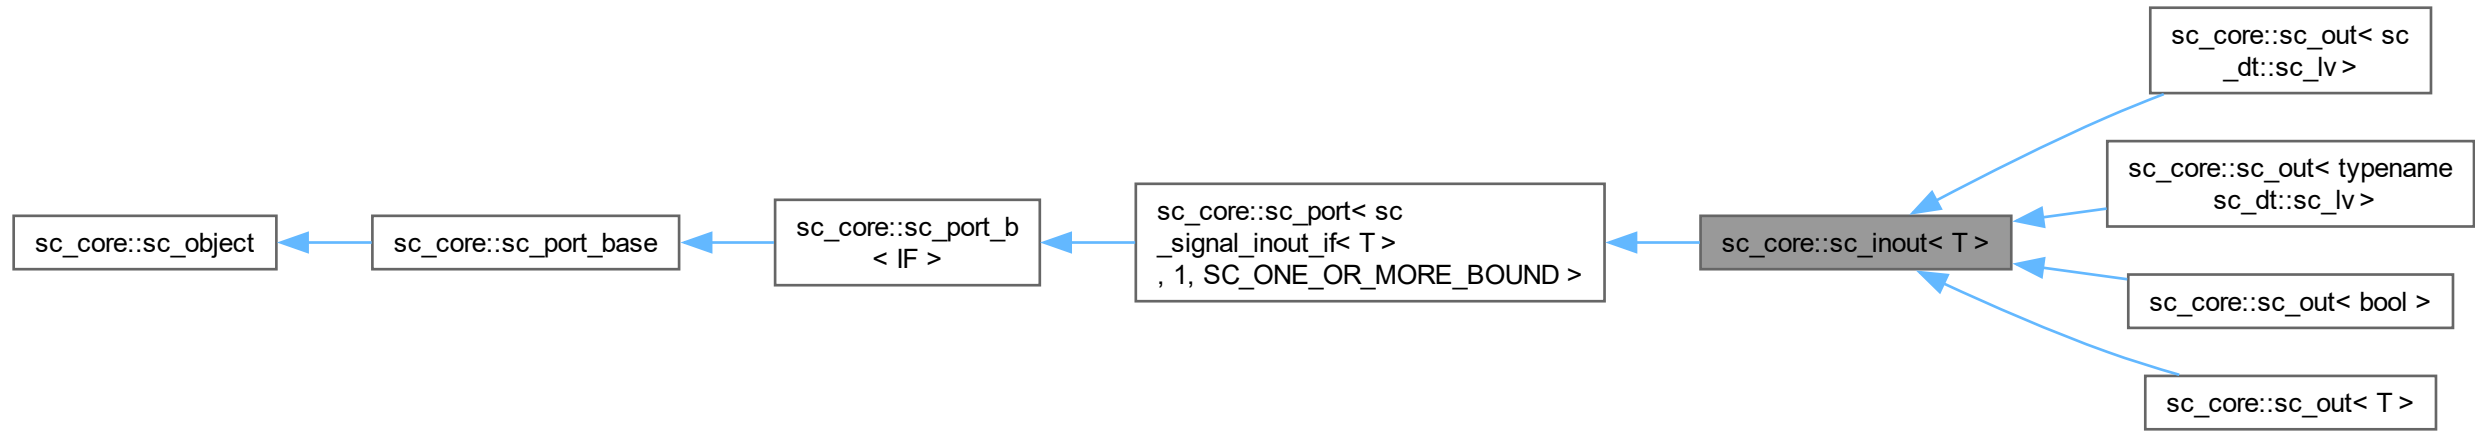 sc_core::sc_object
sc_core::sc_port_base
sc_core::sc_port_b
< IF >
sc_core::sc_port< sc
_signal_inout_if< T >
, 1, SC_ONE_OR_MORE_BOUND >
sc_core::sc_inout< T >
sc_core::sc_out< sc
_dt::sc_lv >
sc_core::sc_out< typename
sc_dt::sc_lv >
sc_core::sc_out< bool >
sc_core::sc_out< T >